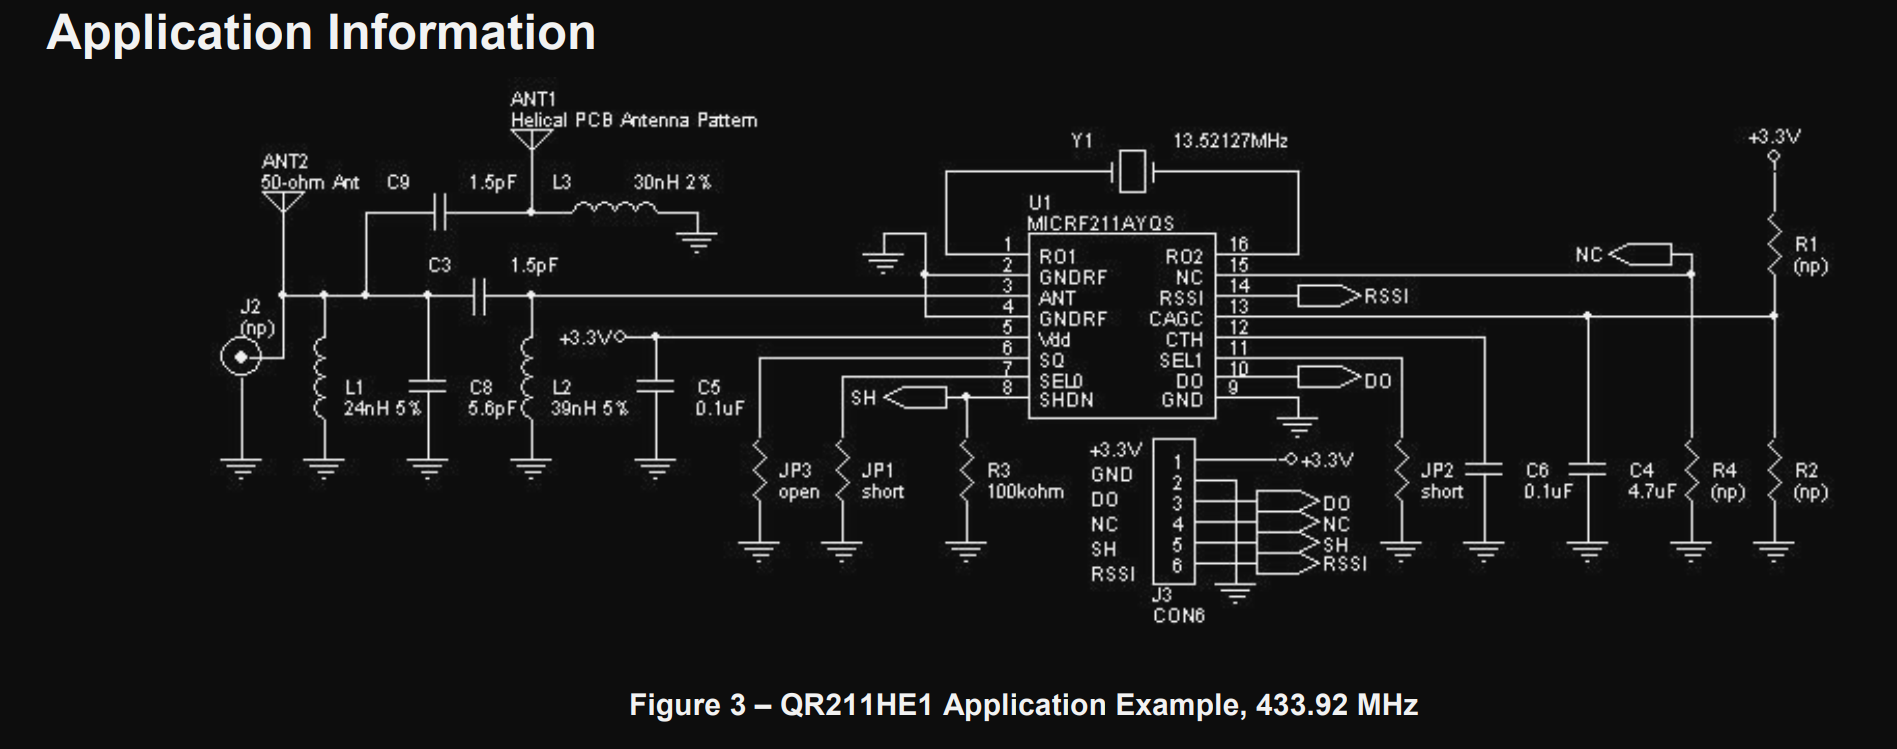 Application Information
ANT1
Helical PCB Antenna Pattern
ANT2
50-ohm Ant
C9
1.5pF
L3
30nH 2%
C3
1.5pF
J2
(np)
L1
24nH 5%
C8
5.6pF
L2
39nH 5%
+3.3V
C5
0.1uF
Y1
13.52127MHz
U1
MICRF211AYQS
1
RO1
2
GNDRF
3
ANT
4
GNDRF
5
Vdd
6
SQ
7
SEL0
8
SHDN
16
RO2
15
NC
14
RSSI
13
CAGC
12
CTH
11
SEL1
10
DO
9
GND
SH
JP3
open
JP1
short
R3
100kohm
NC
RSSI
DO
+3.3V
R1
(np)
JP2
short
C6
0.1uF
C4
4.7uF
R4
(np)
R2
(np)
+3.3V
GND
DO
NC
SH
RSSI
1
2
3
4
5
6
+3.3V
DO
NC
SH
RSSI
J3
CON6
Figure 3 – QR211HE1 Application Example, 433.92 MHz